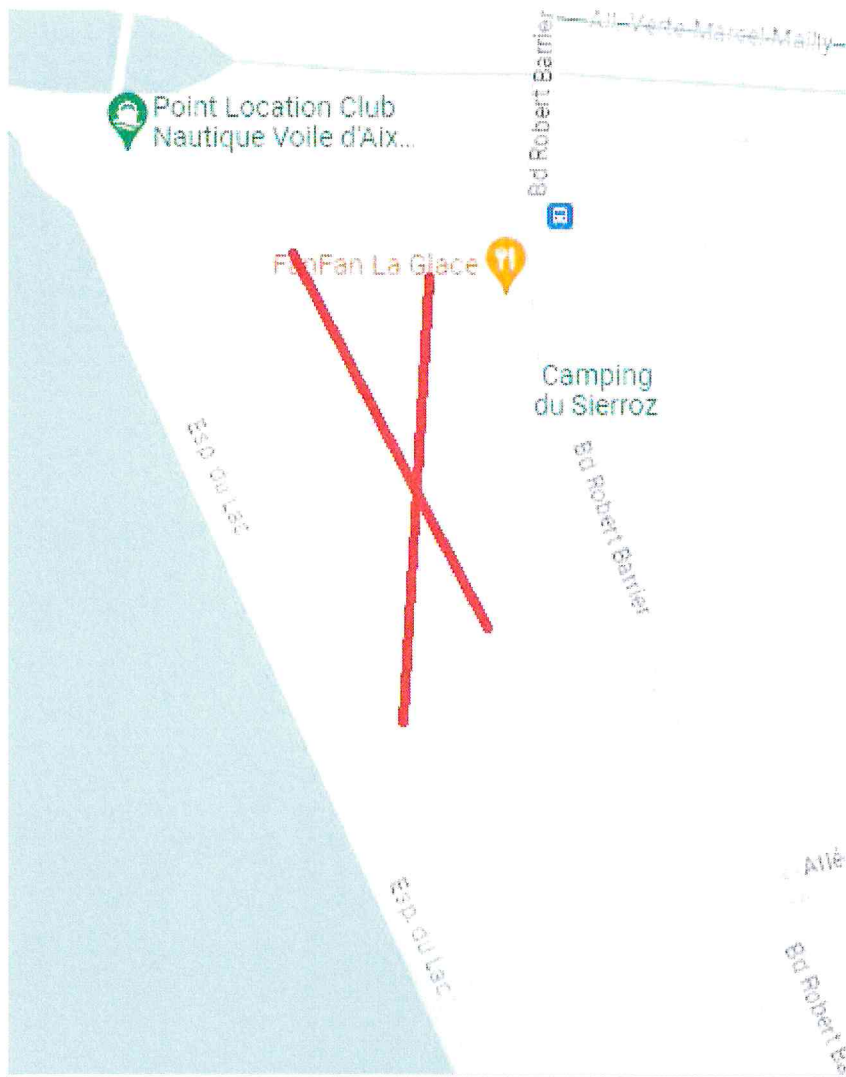 All. Verte Marcel Mailly
Bd Robert Barrier
Point Location Club
Nautique Voile d'Aix...
FanFan La Glace
Camping
du Sierroz
Esp. du Lac
Bd Robert Barrier
Allé
Esp. du Lac
Bd Robert Ba